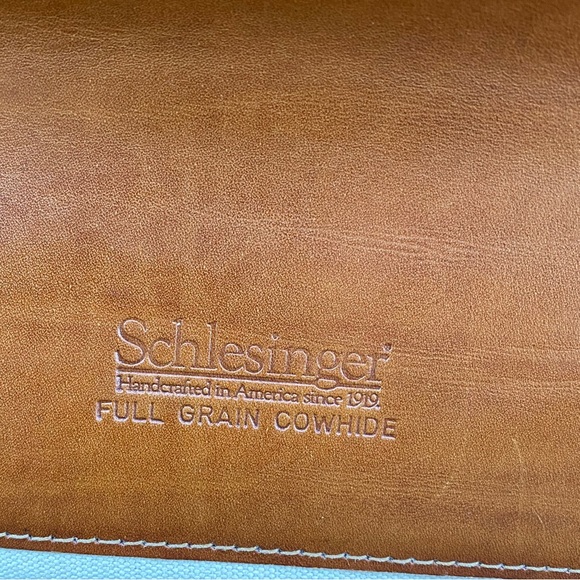 Schlesinger
Handcrafted in America since 1919.
FULL GRAIN COWHIDE